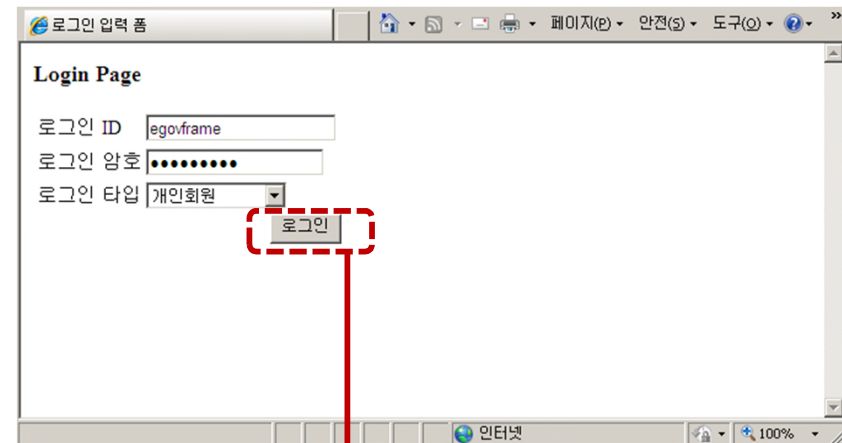 로그인 입력 폼
페이지(P) 안전(S) 도구(O) »
Login Page
로그인 ID egovframe
로그인 암호 •••••••••
로그인 타입 개인회원
로그인
인터넷 100%